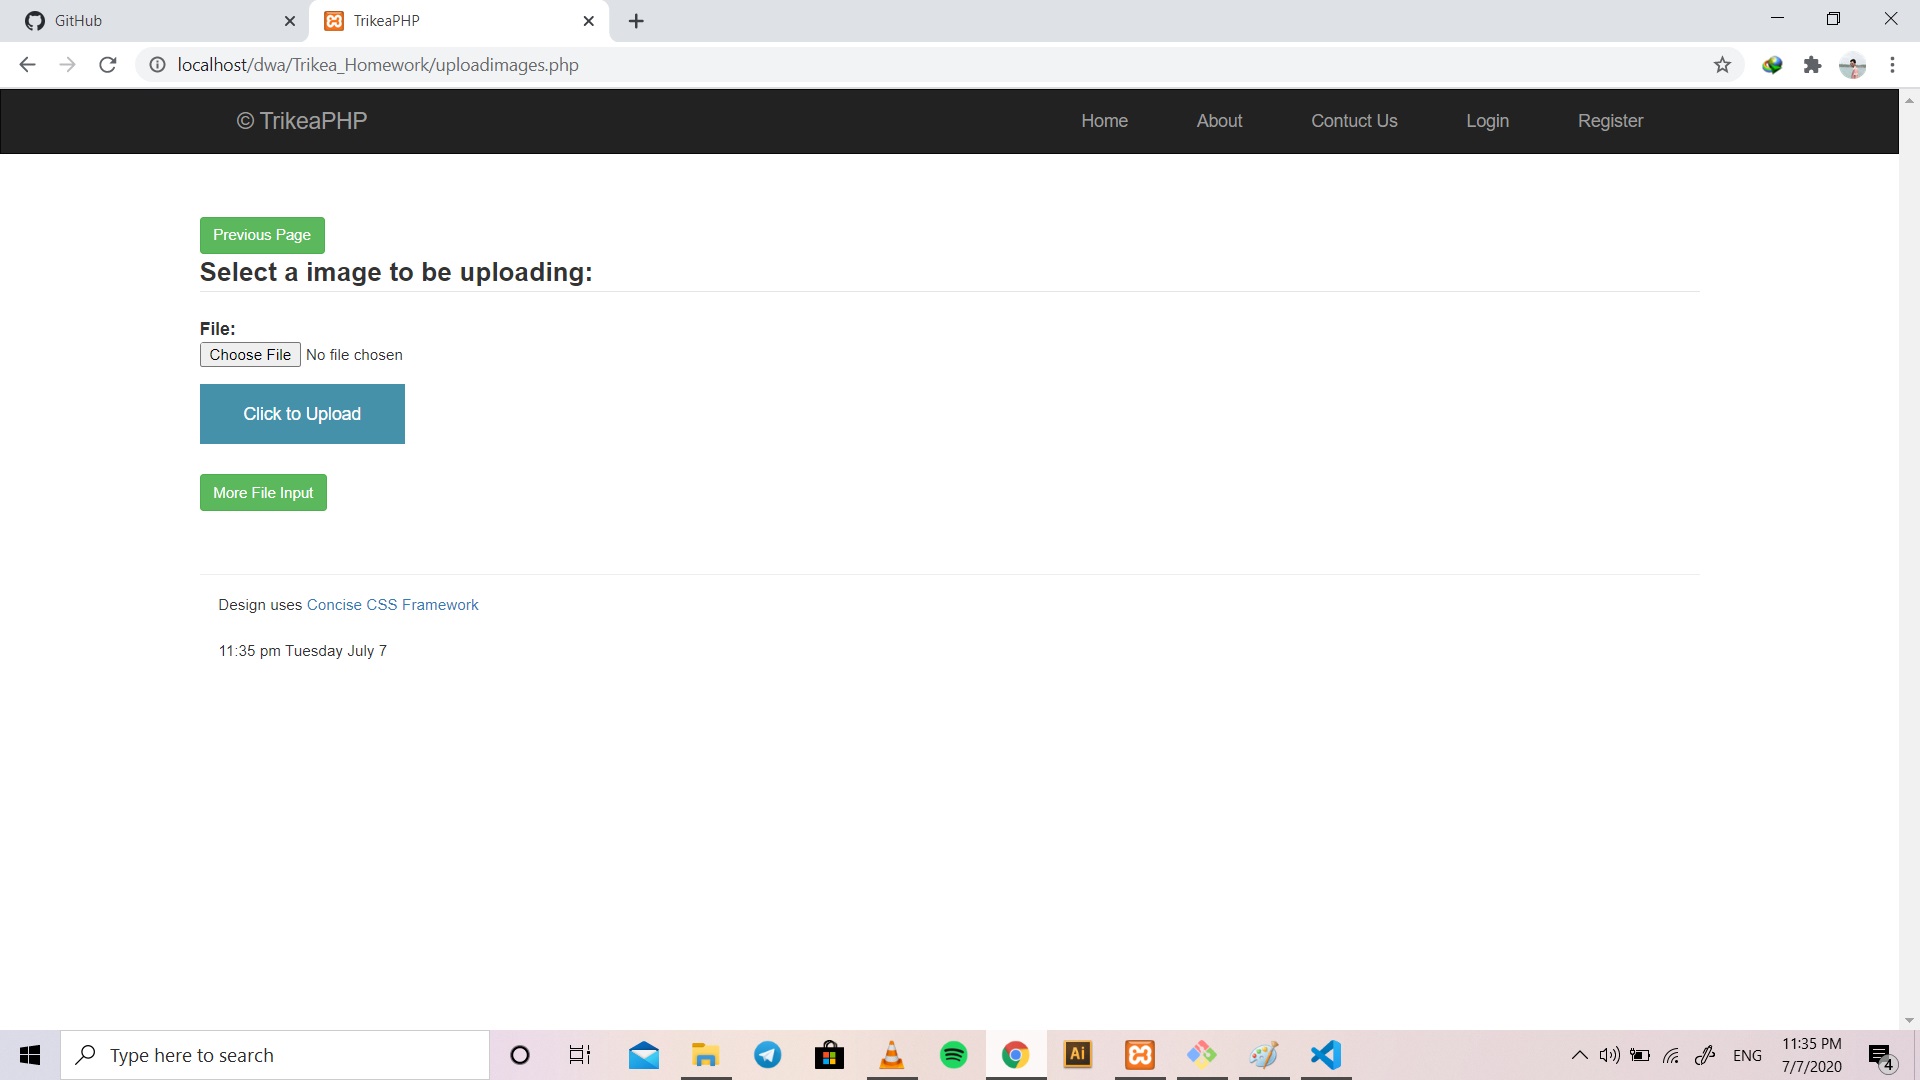 GitHub
TrikeaPHP
localhost/dwa/Trikea_Homework/uploadimages.php
© TrikeaPHP
Home
About
Contuct Us
Login
Register
Previous Page
Select a image to be uploading:
File:
Choose File No file chosen
Click to Upload
More File Input
Design uses Concise CSS Framework
11:35 pm Tuesday July 7
Type here to search
Ai
ENG
11:35 PM
7/7/2020
4